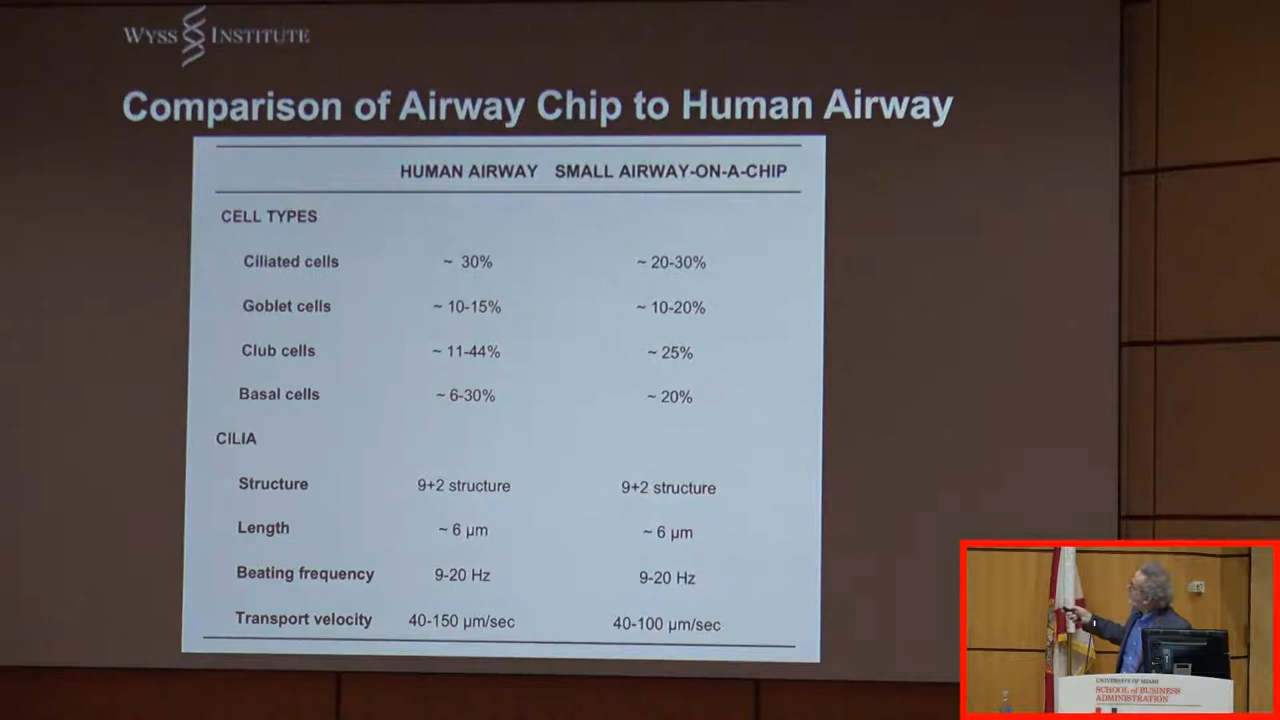 WYSS INSTITUTE
Comparison of Airway Chip to Human Airway
HUMAN AIRWAY SMALL AIRWAY-ON-A-CHIP
CELL TYPES
Ciliated cells ~ 30% ~ 20-30%
Goblet cells ~ 10-15% ~ 10-20%
Club cells ~ 11-44% ~ 25%
Basal cells ~ 6-30% ~ 20%
CILIA
Structure 9+2 structure 9+2 structure
Length ~ 6 µm ~ 6 µm
Beating frequency 9-20 Hz 9-20 Hz
Transport velocity 40-150 µm/sec 40-100 µm/sec
UNIVERSITY OF MIAMI
SCHOOL of BUSINESS
ADMINISTRATION